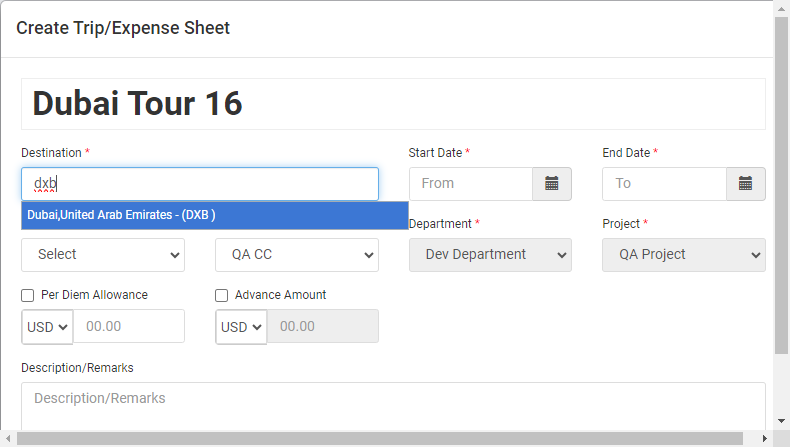 Create Trip/Expense Sheet
Dubai Tour 16
Destination *
Start Date *
End Date *
dxb
From
To
Dubai,United Arab Emirates - (DXB )
Department *
Project *
Select
QA CC
Dev Department
QA Project
Per Diem Allowance
Advance Amount
USD
00.00
USD
00.00
Description/Remarks
Description/Remarks